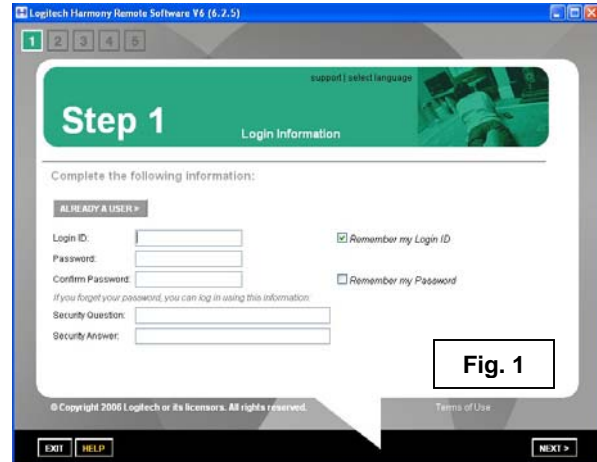 Logitech Harmony Remote Software V6 (6.2.5)
1 2 3 4 5
support | select language
Step 1
Login Information
Complete the following information:
ALREADY A USER >
Login ID:
Remember my Login ID
Password:
Confirm Password:
Remember my Password
If you forget your password, you can log in using this information:
Security Question:
Security Answer:
Fig. 1
© Copyright 2006 Logitech or its licensors. All rights reserved.
Terms of Use
EXIT HELP NEXT >